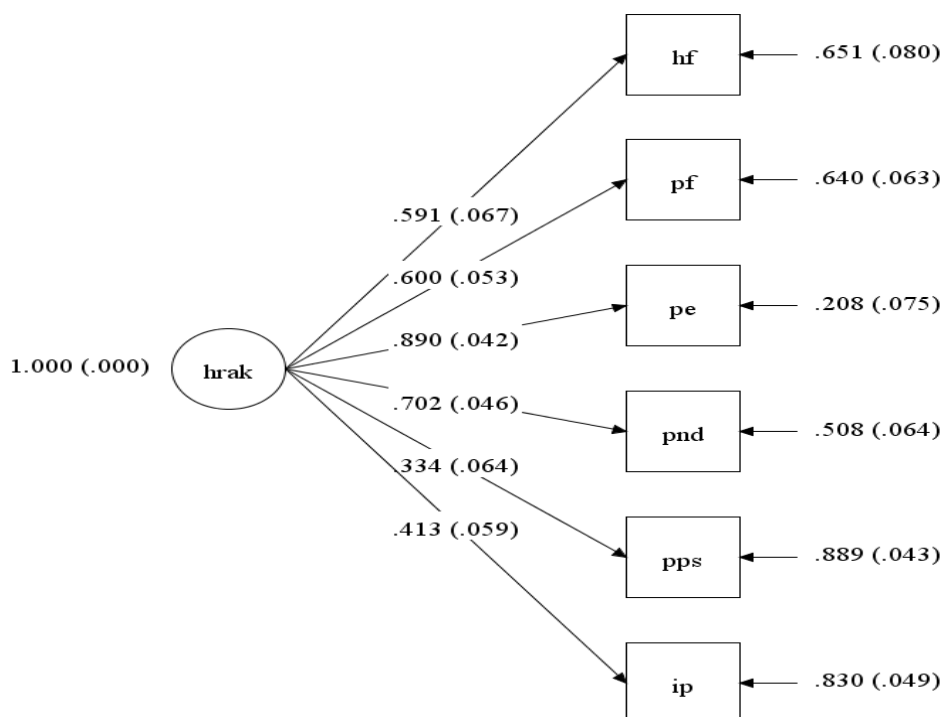 hf
.651 (.080)
pf
.640 (.063)
.591 (.067)
.600 (.053)
pe
.208 (.075)
.890 (.042)
1.000 (.000)
hrak
.702 (.046)
pnd
.508 (.064)
.334 (.064)
.413 (.059)
pps
.889 (.043)
ip
.830 (.049)